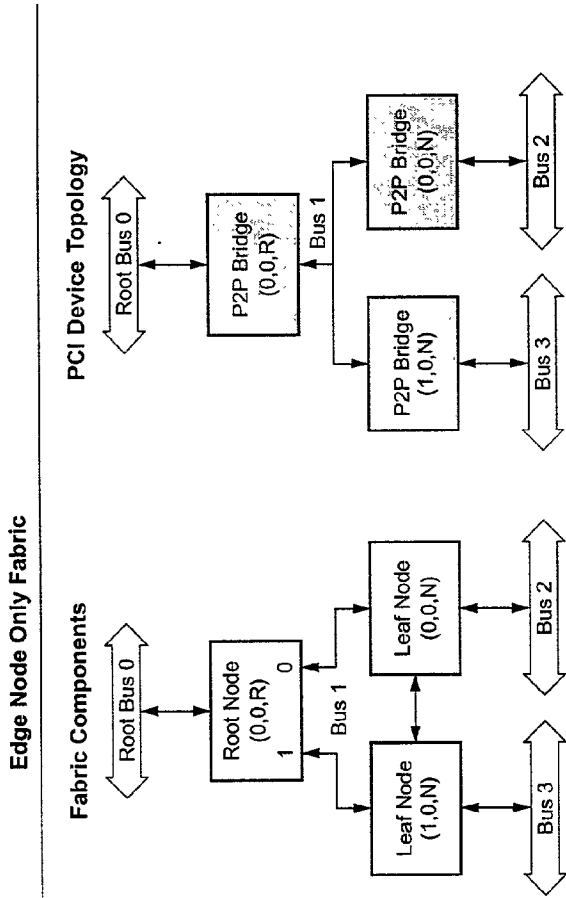 Edge Node Only Fabric
Fabric Components
Root Bus 0
Root Node
(0,0,R)
1
0
Bus 1
Leaf Node
(1,0,N)
Leaf Node
(0,0,N)
Bus 3
Bus 2
PCI Device Topology
Root Bus 0
P2P Bridge
(0,0,R)
Bus 1
P2P Bridge
(1,0,N)
P2P Bridge
(0,0,N)
Bus 3
Bus 2